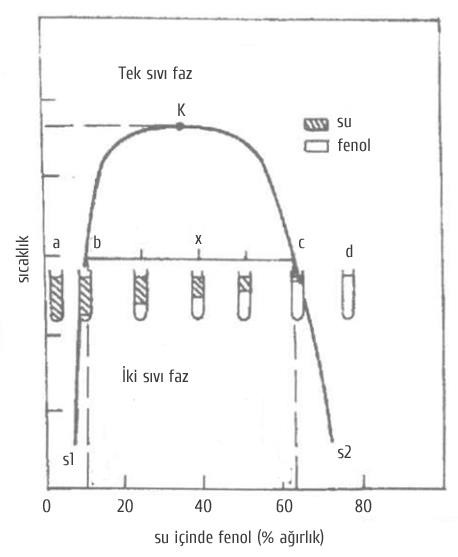 Tek sıvı faz
K
su
fenol
sıcaklık
a
b
x
c
d
İki sıvı faz
s1
s2
0
20
40
60
80
su içinde fenol (% ağırlık)